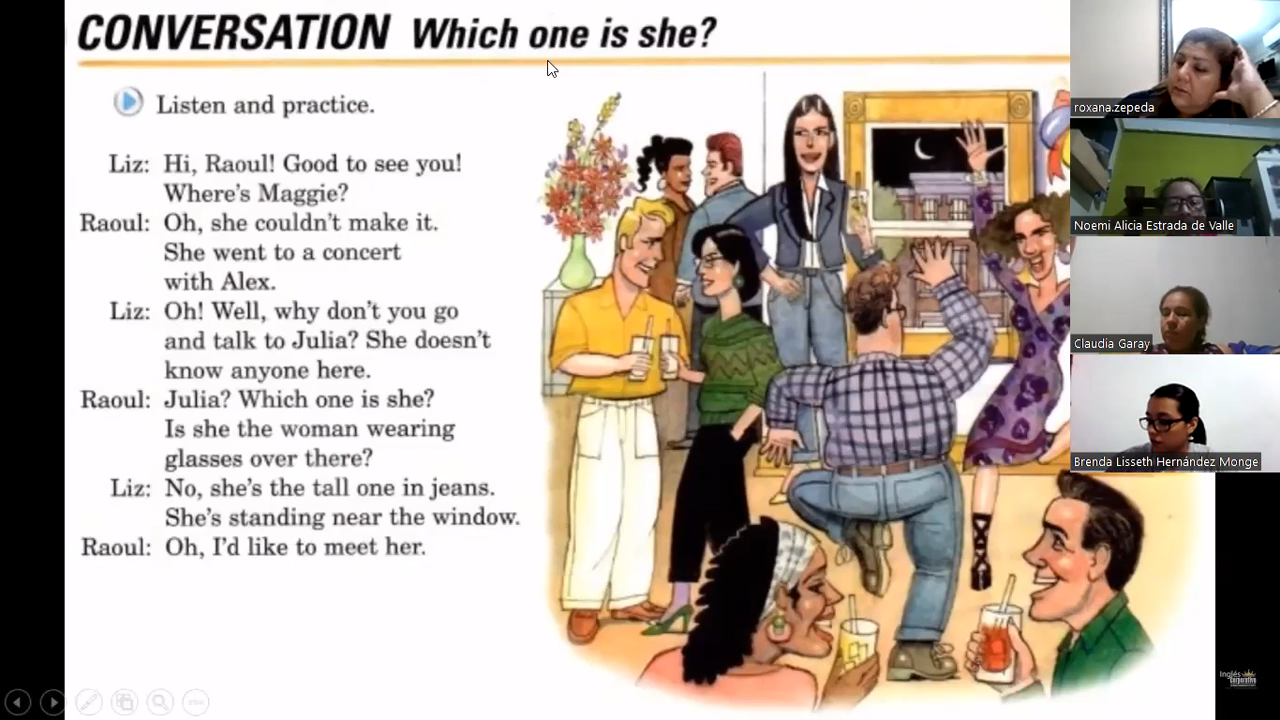 CONVERSATION Which one is she?
Listen and practice.
Liz: Hi, Raoul! Good to see you!
Where's Maggie?
Raoul: Oh, she couldn't make it.
She went to a concert
with Alex.
Liz: Oh! Well, why don't you go
and talk to Julia? She doesn't
know anyone here.
Raoul: Julia? Which one is she?
Is she the woman wearing
glasses over there?
Liz: No, she's the tall one in jeans.
She's standing near the window.
Raoul: Oh, I'd like to meet her.
roxana.zepeda
Noemi Alicia Estrada de Valle
Claudia Garay
Brenda Lisseth Hernández Monge
Inglés
Corporativo